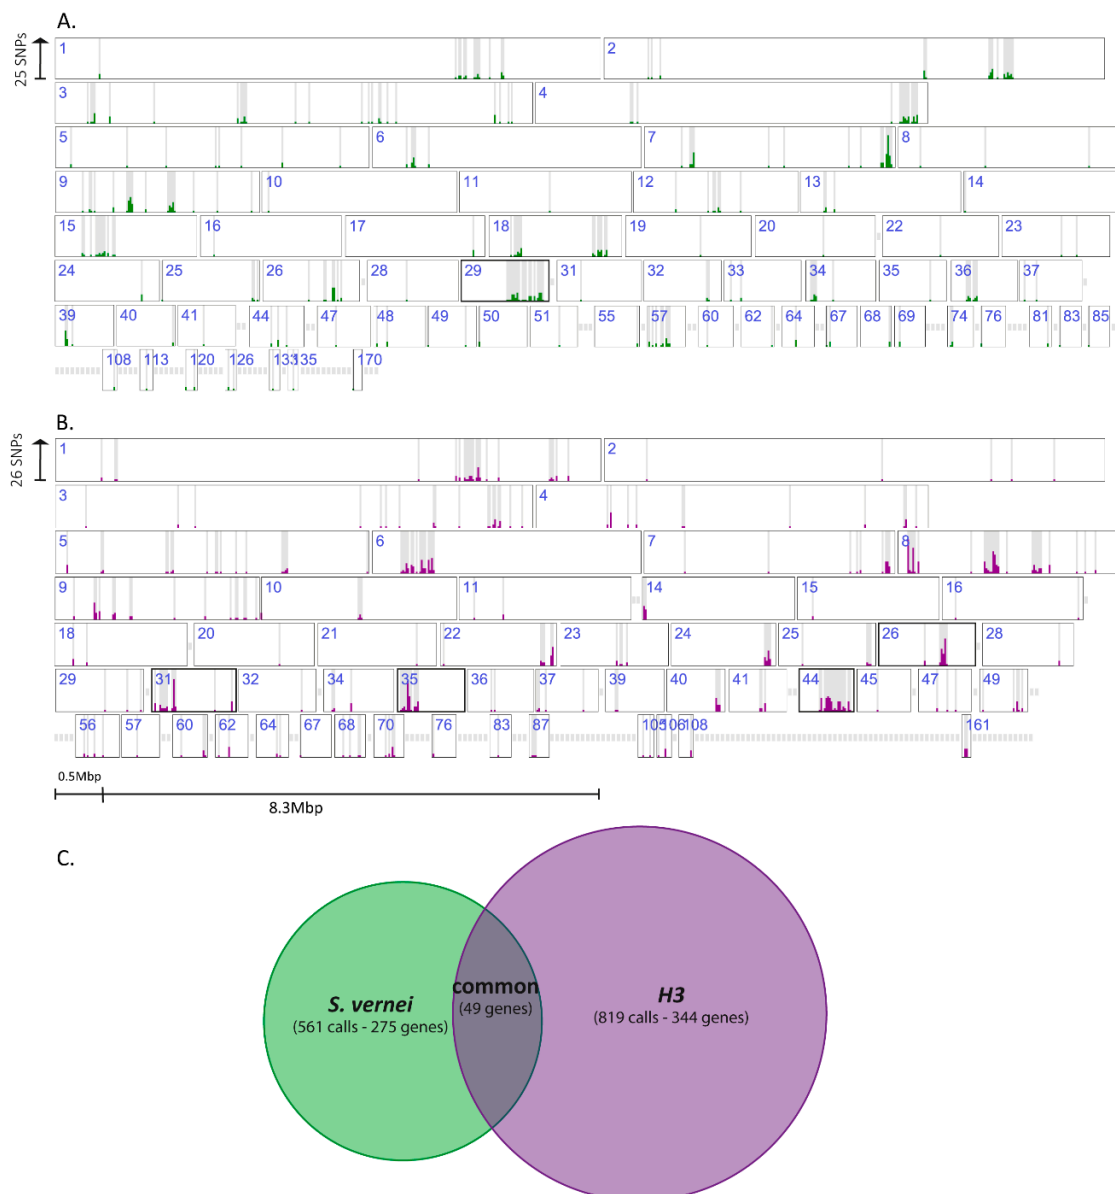 A.
25 SNPs
1 2
3 4
5 6 7 8
9 10 11 12 13 14
15 16 17 18 19 20 22 23
24 25 26 28 29 31 32 33 34 35 36 37
39 40 41 44 47 48 49 50 51 55 57 60 62 64 67 68 69 74 76 81 83 85
108 113 120 126 133 135 170
B.
26 SNPs
1 2
3 4
5 6 7 8
9 10 11 14 15 16
18 20 21 22 23 24 25 26 28
29 31 32 34 35 36 37 39 40 41 44 45 47 49
56 57 60 62 64 67 68 70 76 83 87 105 106 108 161
0.5Mbp
8.3Mbp
C.
S. vernei
(561 calls - 275 genes)
common
(49 genes)
H3
(819 calls - 344 genes)